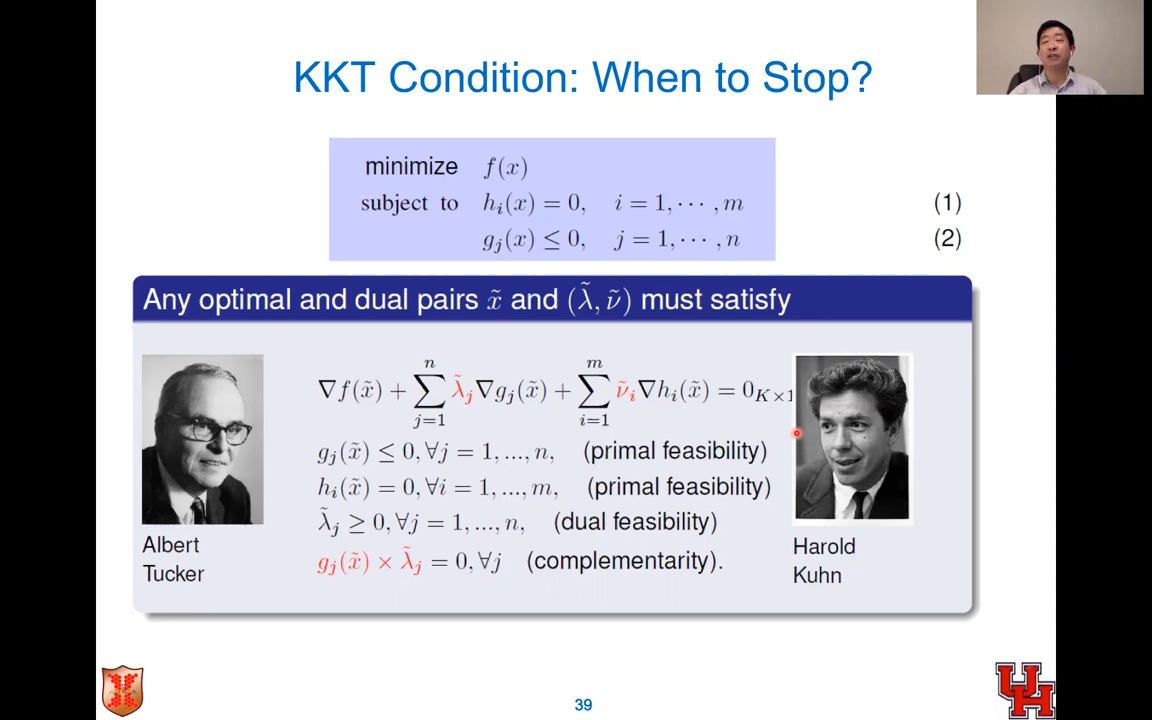 KKT Condition: When to Stop?
minimize f(x)
subject to h_i(x) = 0, i = 1, ⋯ , m (1)
g_j(x) ≤ 0, j = 1, ⋯ , n (2)
Any optimal and dual pairs x̃ and (λ̃, ν̃) must satisfy
∇f(x̃) + ∑_{j=1}^{n} λ̃_j ∇g_j(x̃) + ∑_{i=1}^{m} ν̃_i ∇h_i(x̃) = 0_{K×1}
g_j(x̃) ≤ 0, ∀j = 1, ..., n, (primal feasibility)
h_i(x̃) = 0, ∀i = 1, ..., m, (primal feasibility)
λ̃_j ≥ 0, ∀j = 1, ..., n, (dual feasibility)
g_j(x̃) × λ̃_j = 0, ∀j (complementarity).
Albert
Tucker
Harold
Kuhn
39
UH